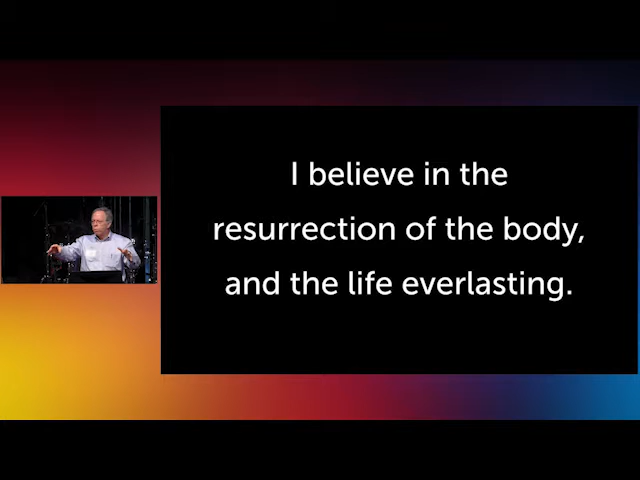 I believe in the
resurrection of the body,
and the life everlasting.